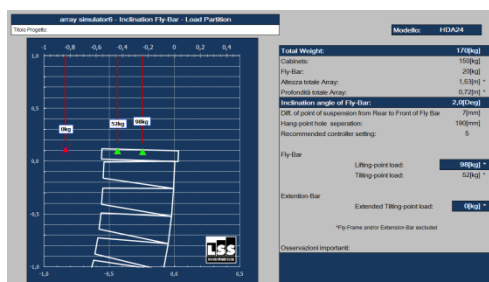 array simulator6 - Inclination Fly-Bar - Load Partition
Titolo Progetto:
Modello: HDA24
-1 -0,8 -0,6 -0,4 -0,2 0 0,2 0,4
1,0
0,5
0,0
-0,5
-1,0
-1,0 -0,5 0,0 0,5
0kg
52kg
98kg
LSS
Total Weight: 170[kg]
Cabinets: 150[kg]
Fly-Bar: 20[kg]
Altezza totale Array: 1,53[m] *
Profondità totale Array: 0,72[m] *
Inclination angle of Fly-Bar: 2,0[Deg]
Diff. of point of suspension from Rear to Front of Fly Bar 7[mm]
Hang-point hole seperation: 190[mm]
Recommended controller setting: 5
Fly-Bar
Lifting-point load: 98[kg] *
Tilting-point load: 52[kg] *
Extention-Bar
Extended Tilting-point load: 0[kg] *
*Fly-Frame and/or Extension-Bar excluded
Osservazioni Importanti: